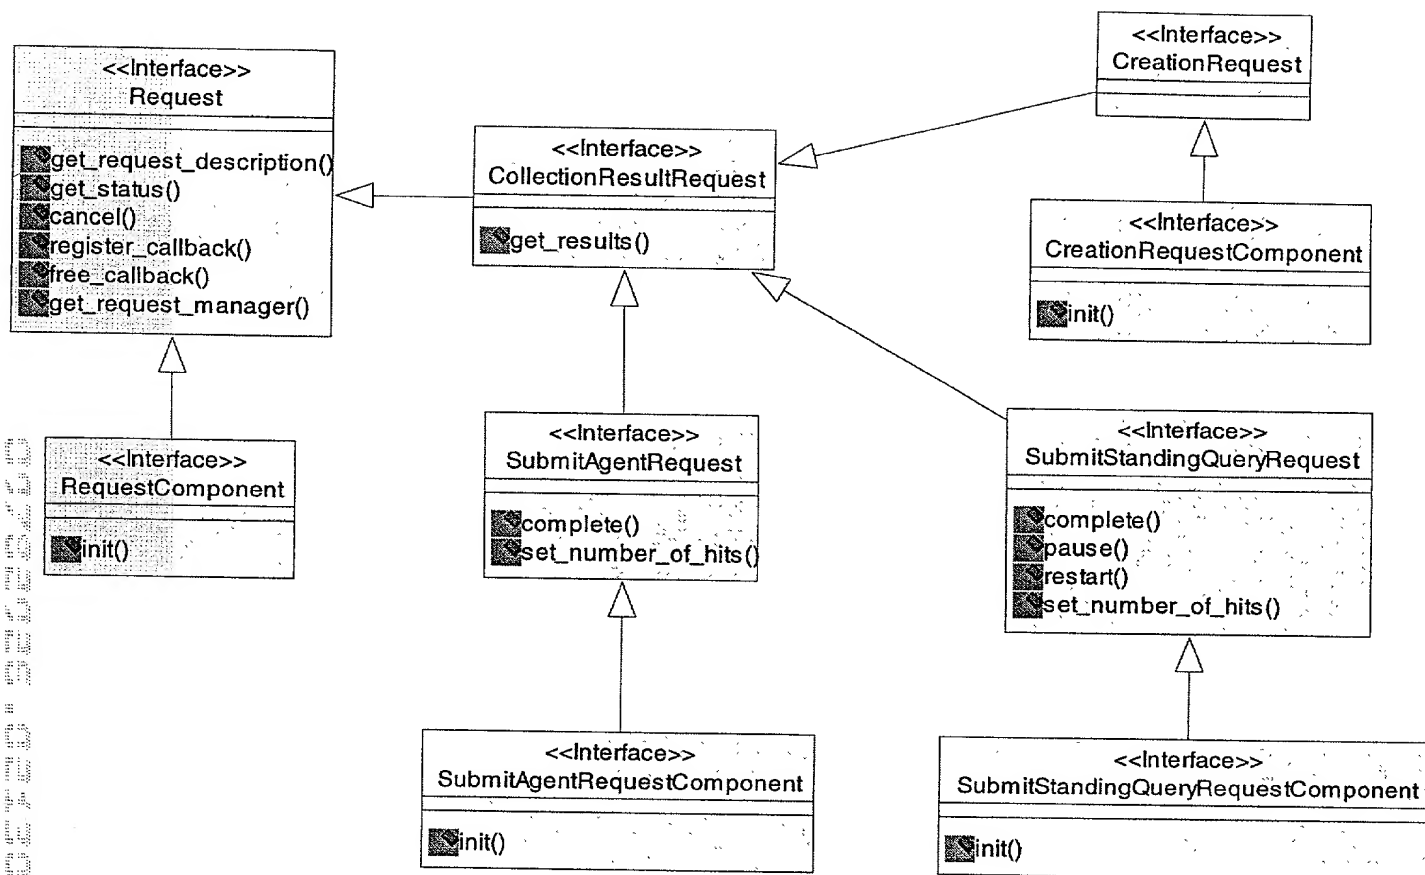 <<Interface>>
Request
get_request_description()
get_status()
cancel()
register_callback()
free_callback()
get_request_manager()
<<Interface>>
CollectionResultRequest
get_results()
<<Interface>>
CreationRequest
<<Interface>>
CreationRequestComponent
init()
<<Interface>>
RequestComponent
init()
<<Interface>>
SubmitAgentRequest
complete()
set_number_of_hits()
<<Interface>>
SubmitStandingQueryRequest
complete()
pause()
restart()
set_number_of_hits()
<<Interface>>
SubmitAgentRequestComponent
init()
<<Interface>>
SubmitStandingQueryRequestComponent
init()